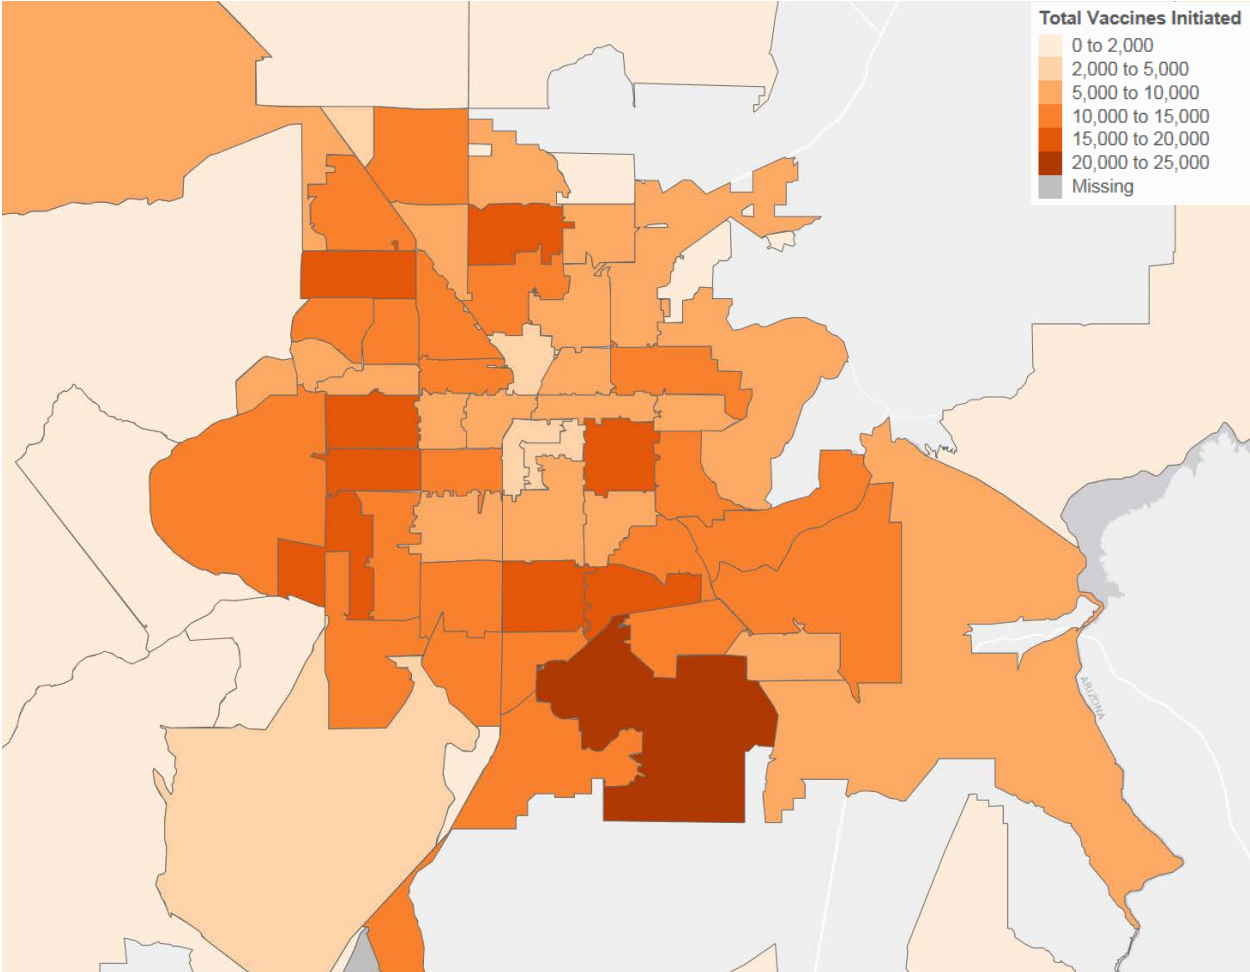 Total Vaccines Initiated
0 to 2,000
2,000 to 5,000
5,000 to 10,000
10,000 to 15,000
15,000 to 20,000
20,000 to 25,000
Missing
ARIZONA